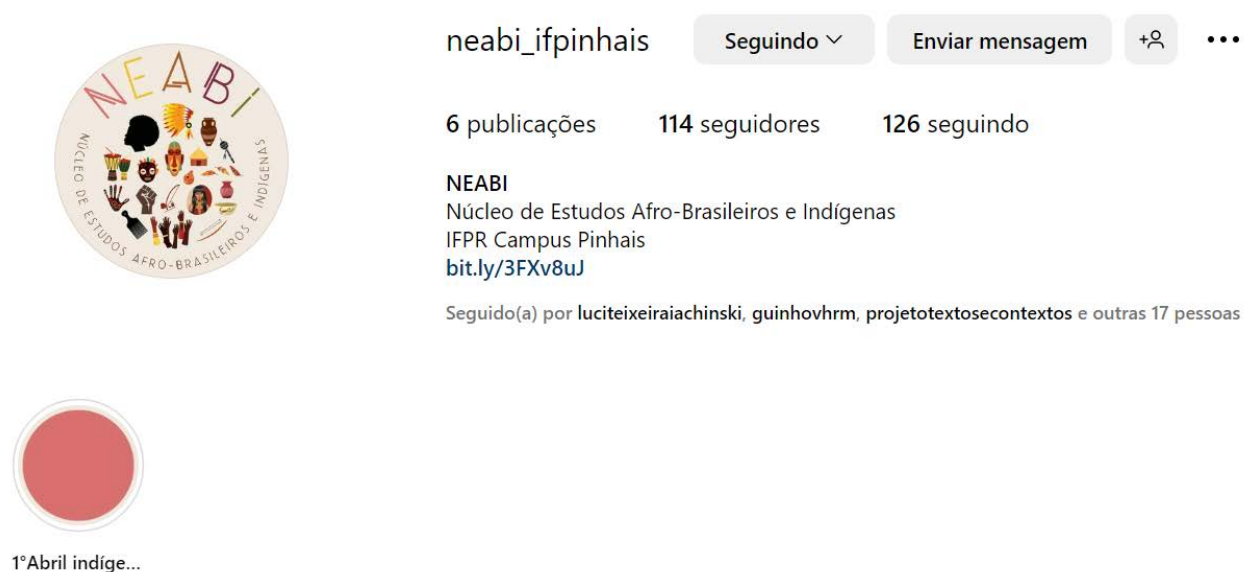 NEABI
NÚCLEO DE ESTUDOS AFRO-BRASILEIROS E INDÍGENAS
neabi_ifpinhais
Seguindo
Enviar mensagem
6 publicações 114 seguidores 126 seguindo
NEABI
Núcleo de Estudos Afro-Brasileiros e Indígenas
IFPR Campus Pinhais
bit.ly/3FXv8uJ
Seguido(a) por luciteixeiraiachinski, guinhovhrm, projetotextosecontextos e outras 17 pessoas
1°Abril indíge...